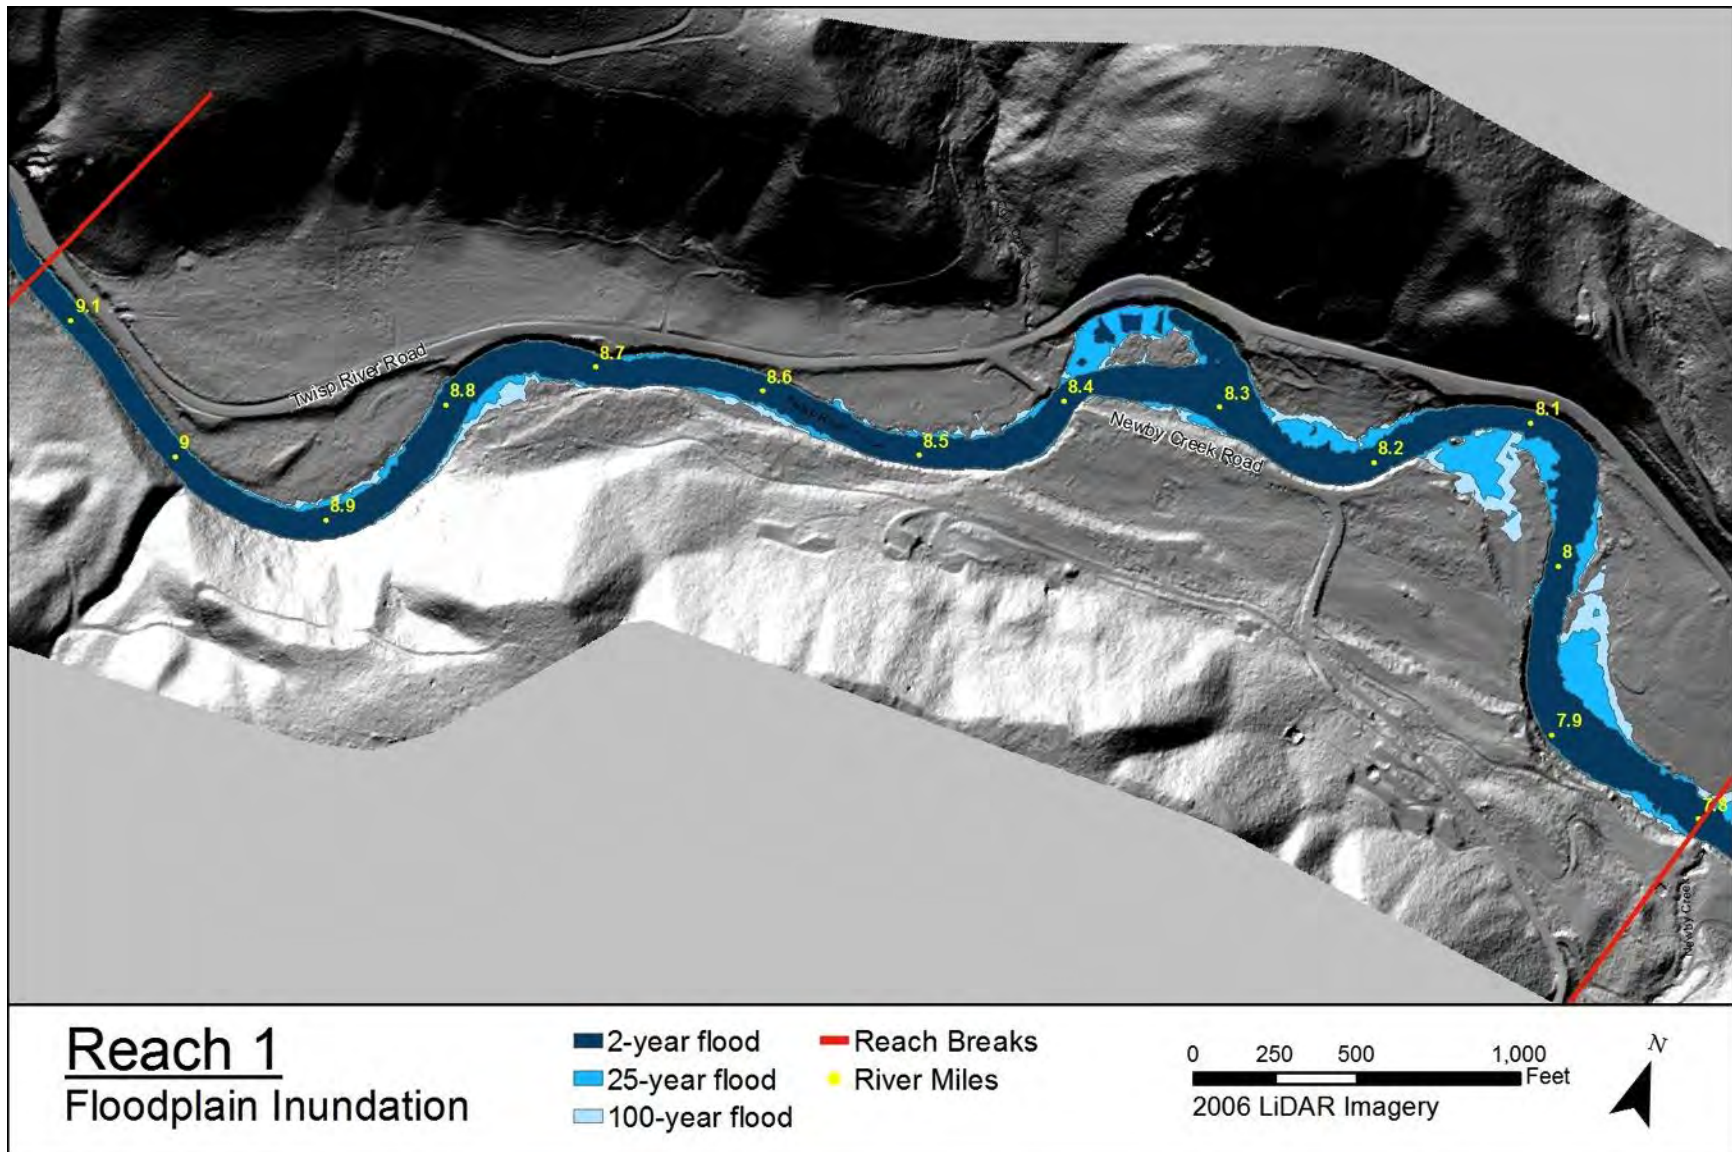 9.1
Twisp River Road
8.7
8.8
8.6
8.4
8.3
8.1
8.5
Newby Creek Road
8.2
9
8.9
8
7.9
7.8
Newby Creek
Reach 1
Floodplain Inundation
2-year flood
25-year flood
100-year flood
Reach Breaks
River Miles
0 250 500 1,000
Feet
2006 LiDAR Imagery
N